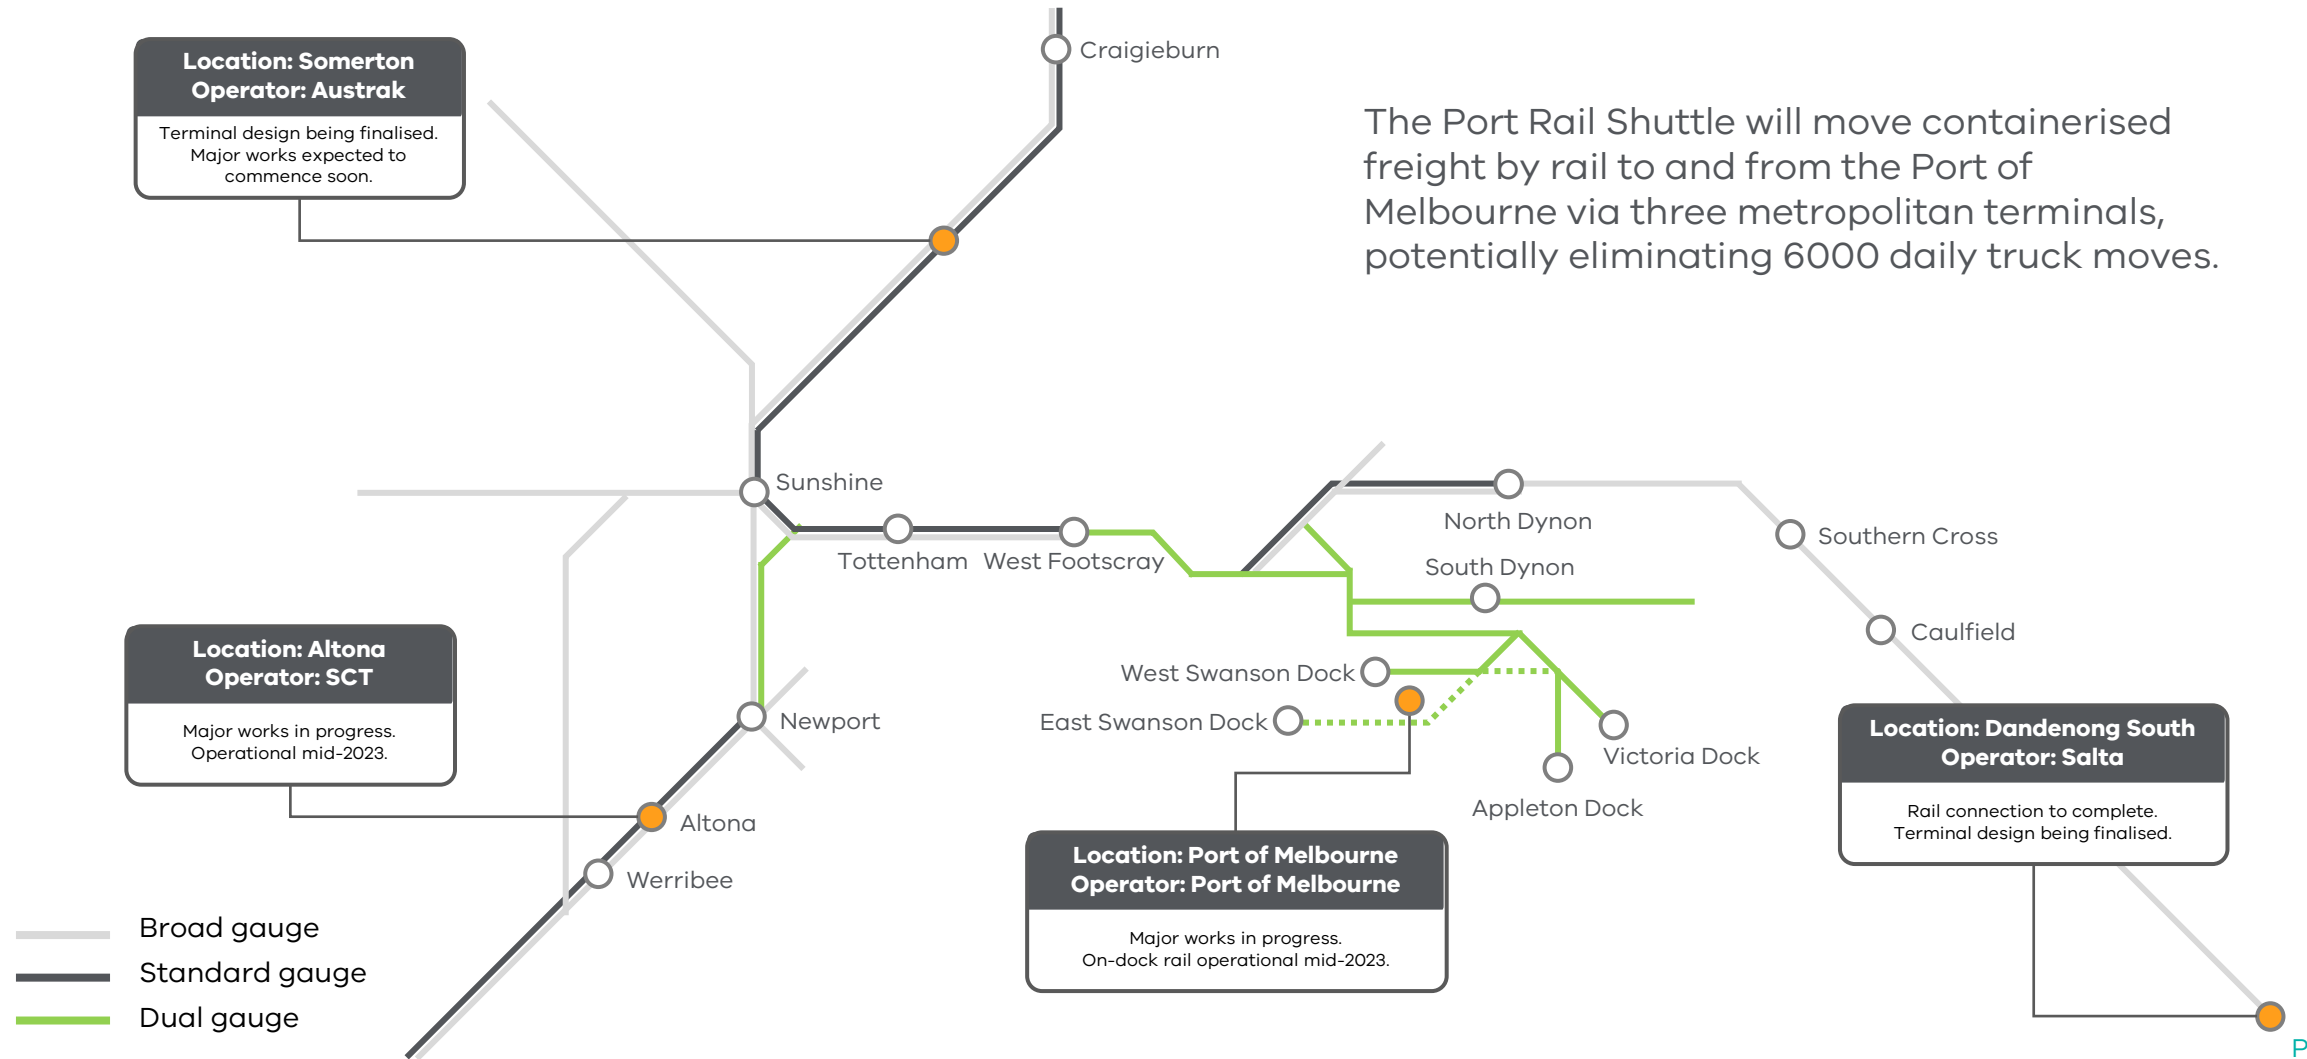 Craigieburn
Location: Somerton
Operator: Austrak
Terminal design being finalised.
Major works expected to
commence soon.
The Port Rail Shuttle will move containerised
freight by rail to and from the Port of
Melbourne via three metropolitan terminals,
potentially eliminating 6000 daily truck moves.
Sunshine
Tottenham
West Footscray
North Dynon
South Dynon
Southern Cross
Caulfield
Location: Altona
Operator: SCT
Major works in progress.
Operational mid-2023.
Newport
Altona
Werribee
West Swanson Dock
East Swanson Dock
Victoria Dock
Appleton Dock
Location: Dandenong South
Operator: Salta
Rail connection to complete.
Terminal design being finalised.
Location: Port of Melbourne
Operator: Port of Melbourne
Major works in progress.
On-dock rail operational mid-2023.
Broad gauge
Standard gauge
Dual gauge
P